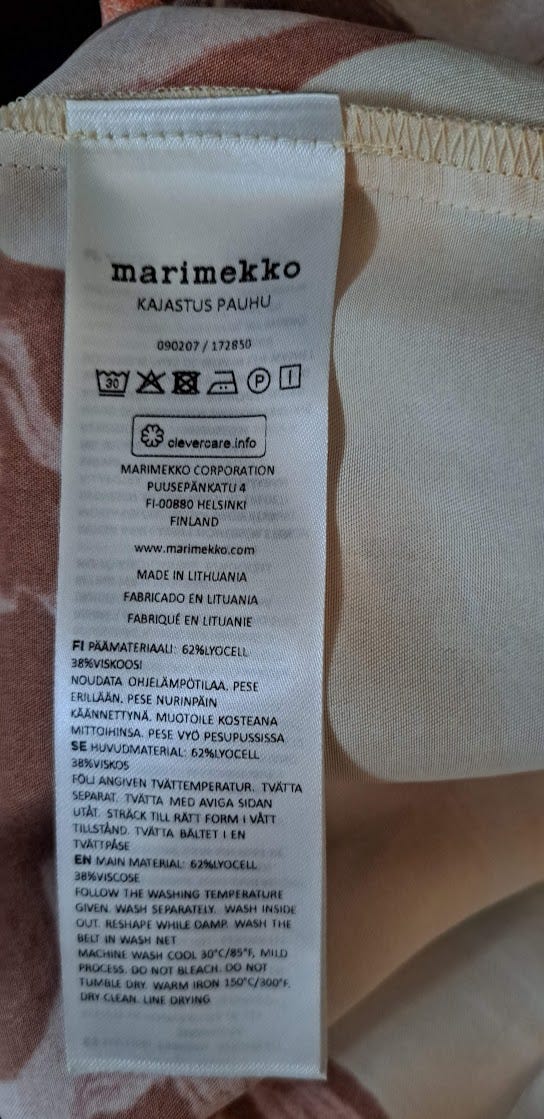 marimekko
KAJASTUS PAUHU
090207 / 172850
30 P
clevercare.info
MARIMEKKO CORPORATION
PUUSEPÄNKATU 4
FI-00880 HELSINKI
FINLAND
www.marimekko.com
MADE IN LITHUANIA
FABRICADO EN LITUANIA
FABRIQUÉ EN LITUANIE
FI PÄÄMATERIAALI: 62%LYOCELL
38%VISKOOSI
NOUDATA OHJELÄMPÖTILAA. PESE
ERILLÄÄN. PESE NURINPÄIN
KÄÄNNETTYNÄ. MUOTOILE KOSTEANA
MITTOIHINSA. PESE VYÖ PESUPUSSISSA
SE HUVUDMATERIAL: 62%LYOCELL
38%VISKOS
FÖLJ ANGIVEN TVÄTTEMPERATUR. TVÄTTA
SEPARAT. TVÄTTA MED AVIGA SIDAN
UTÅT. STRÄCK TILL RÄTT FORM I VÅTT
TILLSTÅND. TVÄTTA BÄLTET I EN
TVÄTTPÅSE
EN MAIN MATERIAL: 62%LYOCELL
38%VISCOSE
FOLLOW THE WASHING TEMPERATURE
GIVEN. WASH SEPARATELY. WASH INSIDE
OUT. RESHAPE WHILE DAMP. WASH THE
BELT IN WASH NET
MACHINE WASH COOL 30°C/85°F, MILD
PROCESS. DO NOT BLEACH. DO NOT
TUMBLE DRY. WARM IRON 150°C/300°F.
DRY CLEAN. LINE DRYING